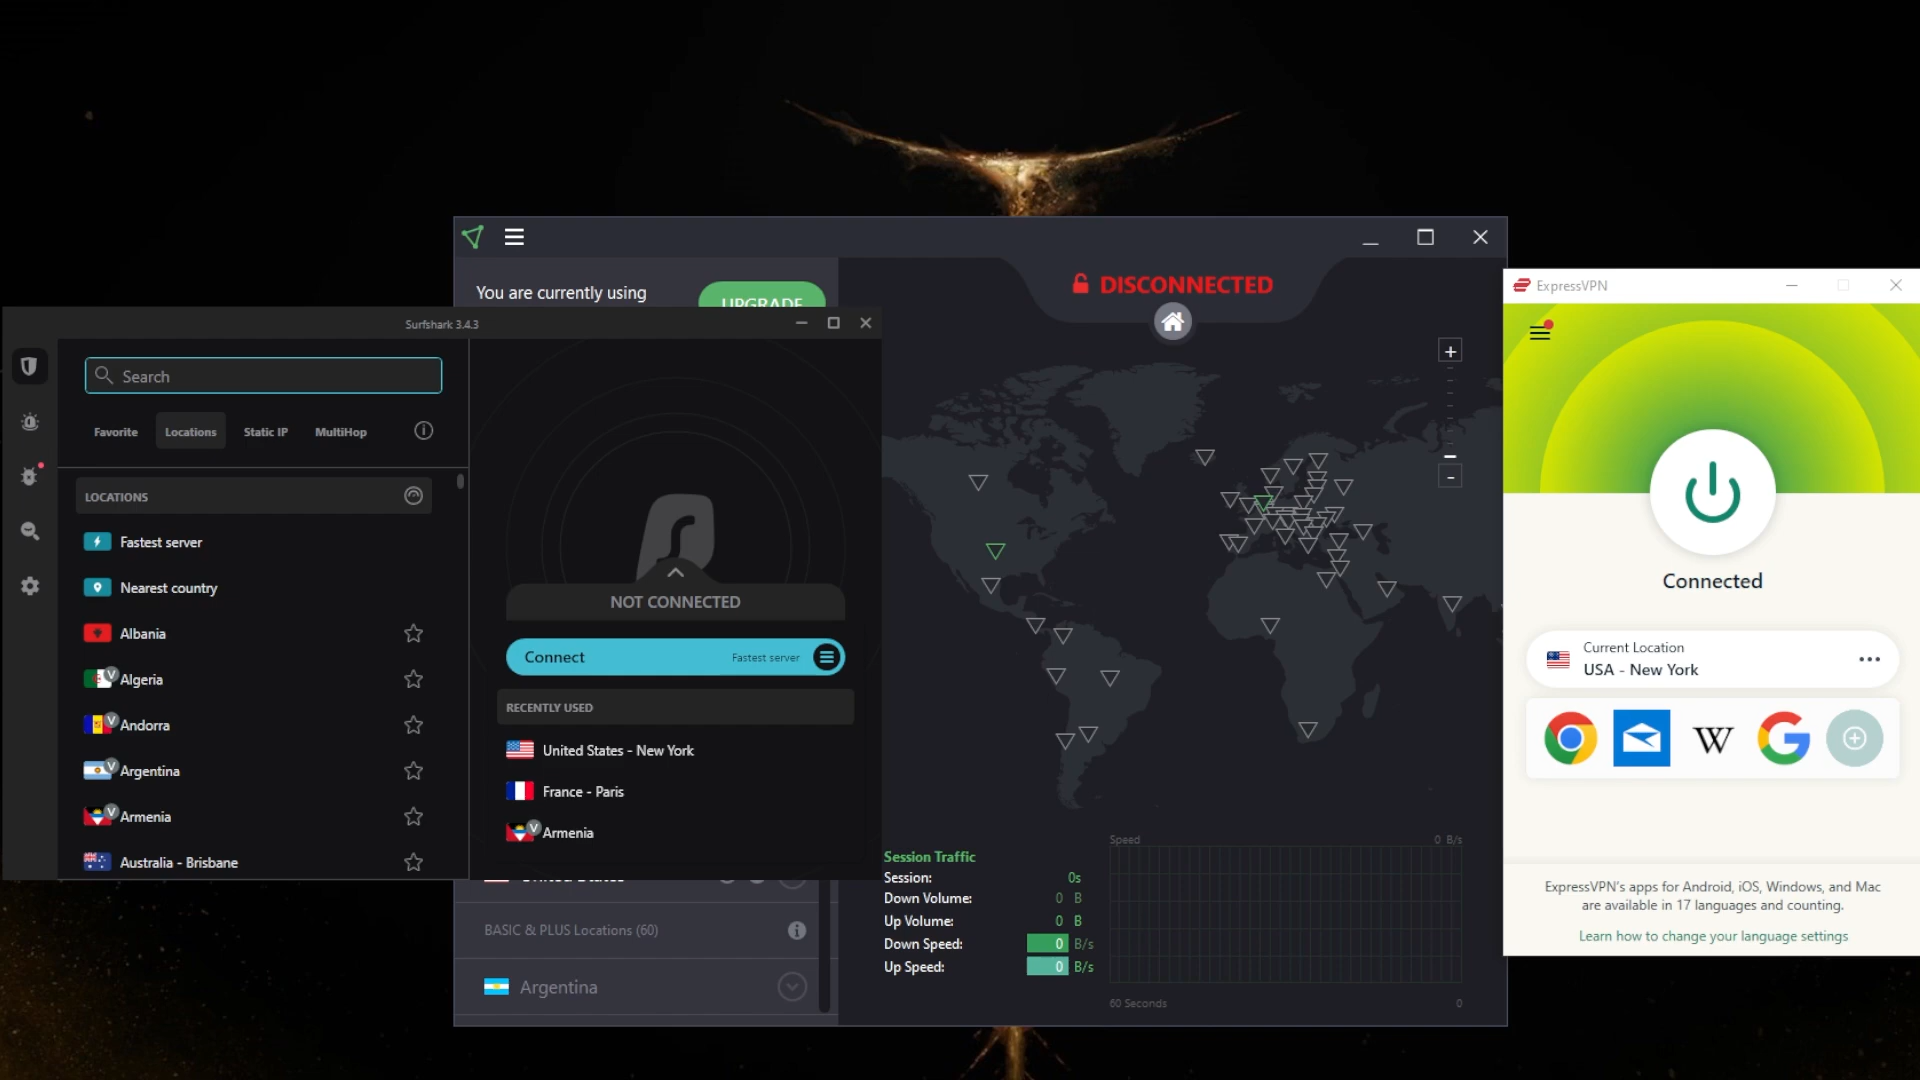 You are currently using
UPGRADE
DISCONNECTED
+
-
Surfshark 3.4.3
Search
Favorite
Locations
Static IP
MultiHop
LOCATIONS
Fastest server
Nearest country
Albania
V Algeria
V Andorra
V Argentina
V Armenia
Australia - Brisbane
NOT CONNECTED
Connect
Fastest server
RECENTLY USED
United States - New York
France - Paris
V Armenia
BASIC & PLUS Locations (60)
Argentina
Session Traffic
Session: 0s
Down Volume: 0 B
Up Volume: 0 B
Down Speed: 0 B/s
Up Speed: 0 B/s
Speed
0 B/s
60 Seconds
0
ExpressVPN
Connected
Current Location
USA - New York
W
G
ExpressVPN's apps for Android, iOS, Windows, and Mac
are available in 17 languages and counting.
Learn how to change your language settings